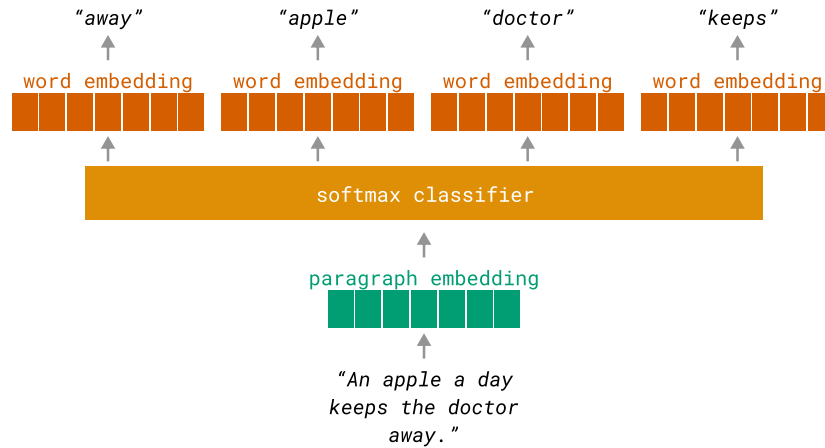 “away” “apple” “doctor” “keeps”
word embedding word embedding word embedding word embedding
softmax classifier
paragraph embedding
“An apple a day
keeps the doctor
away.”